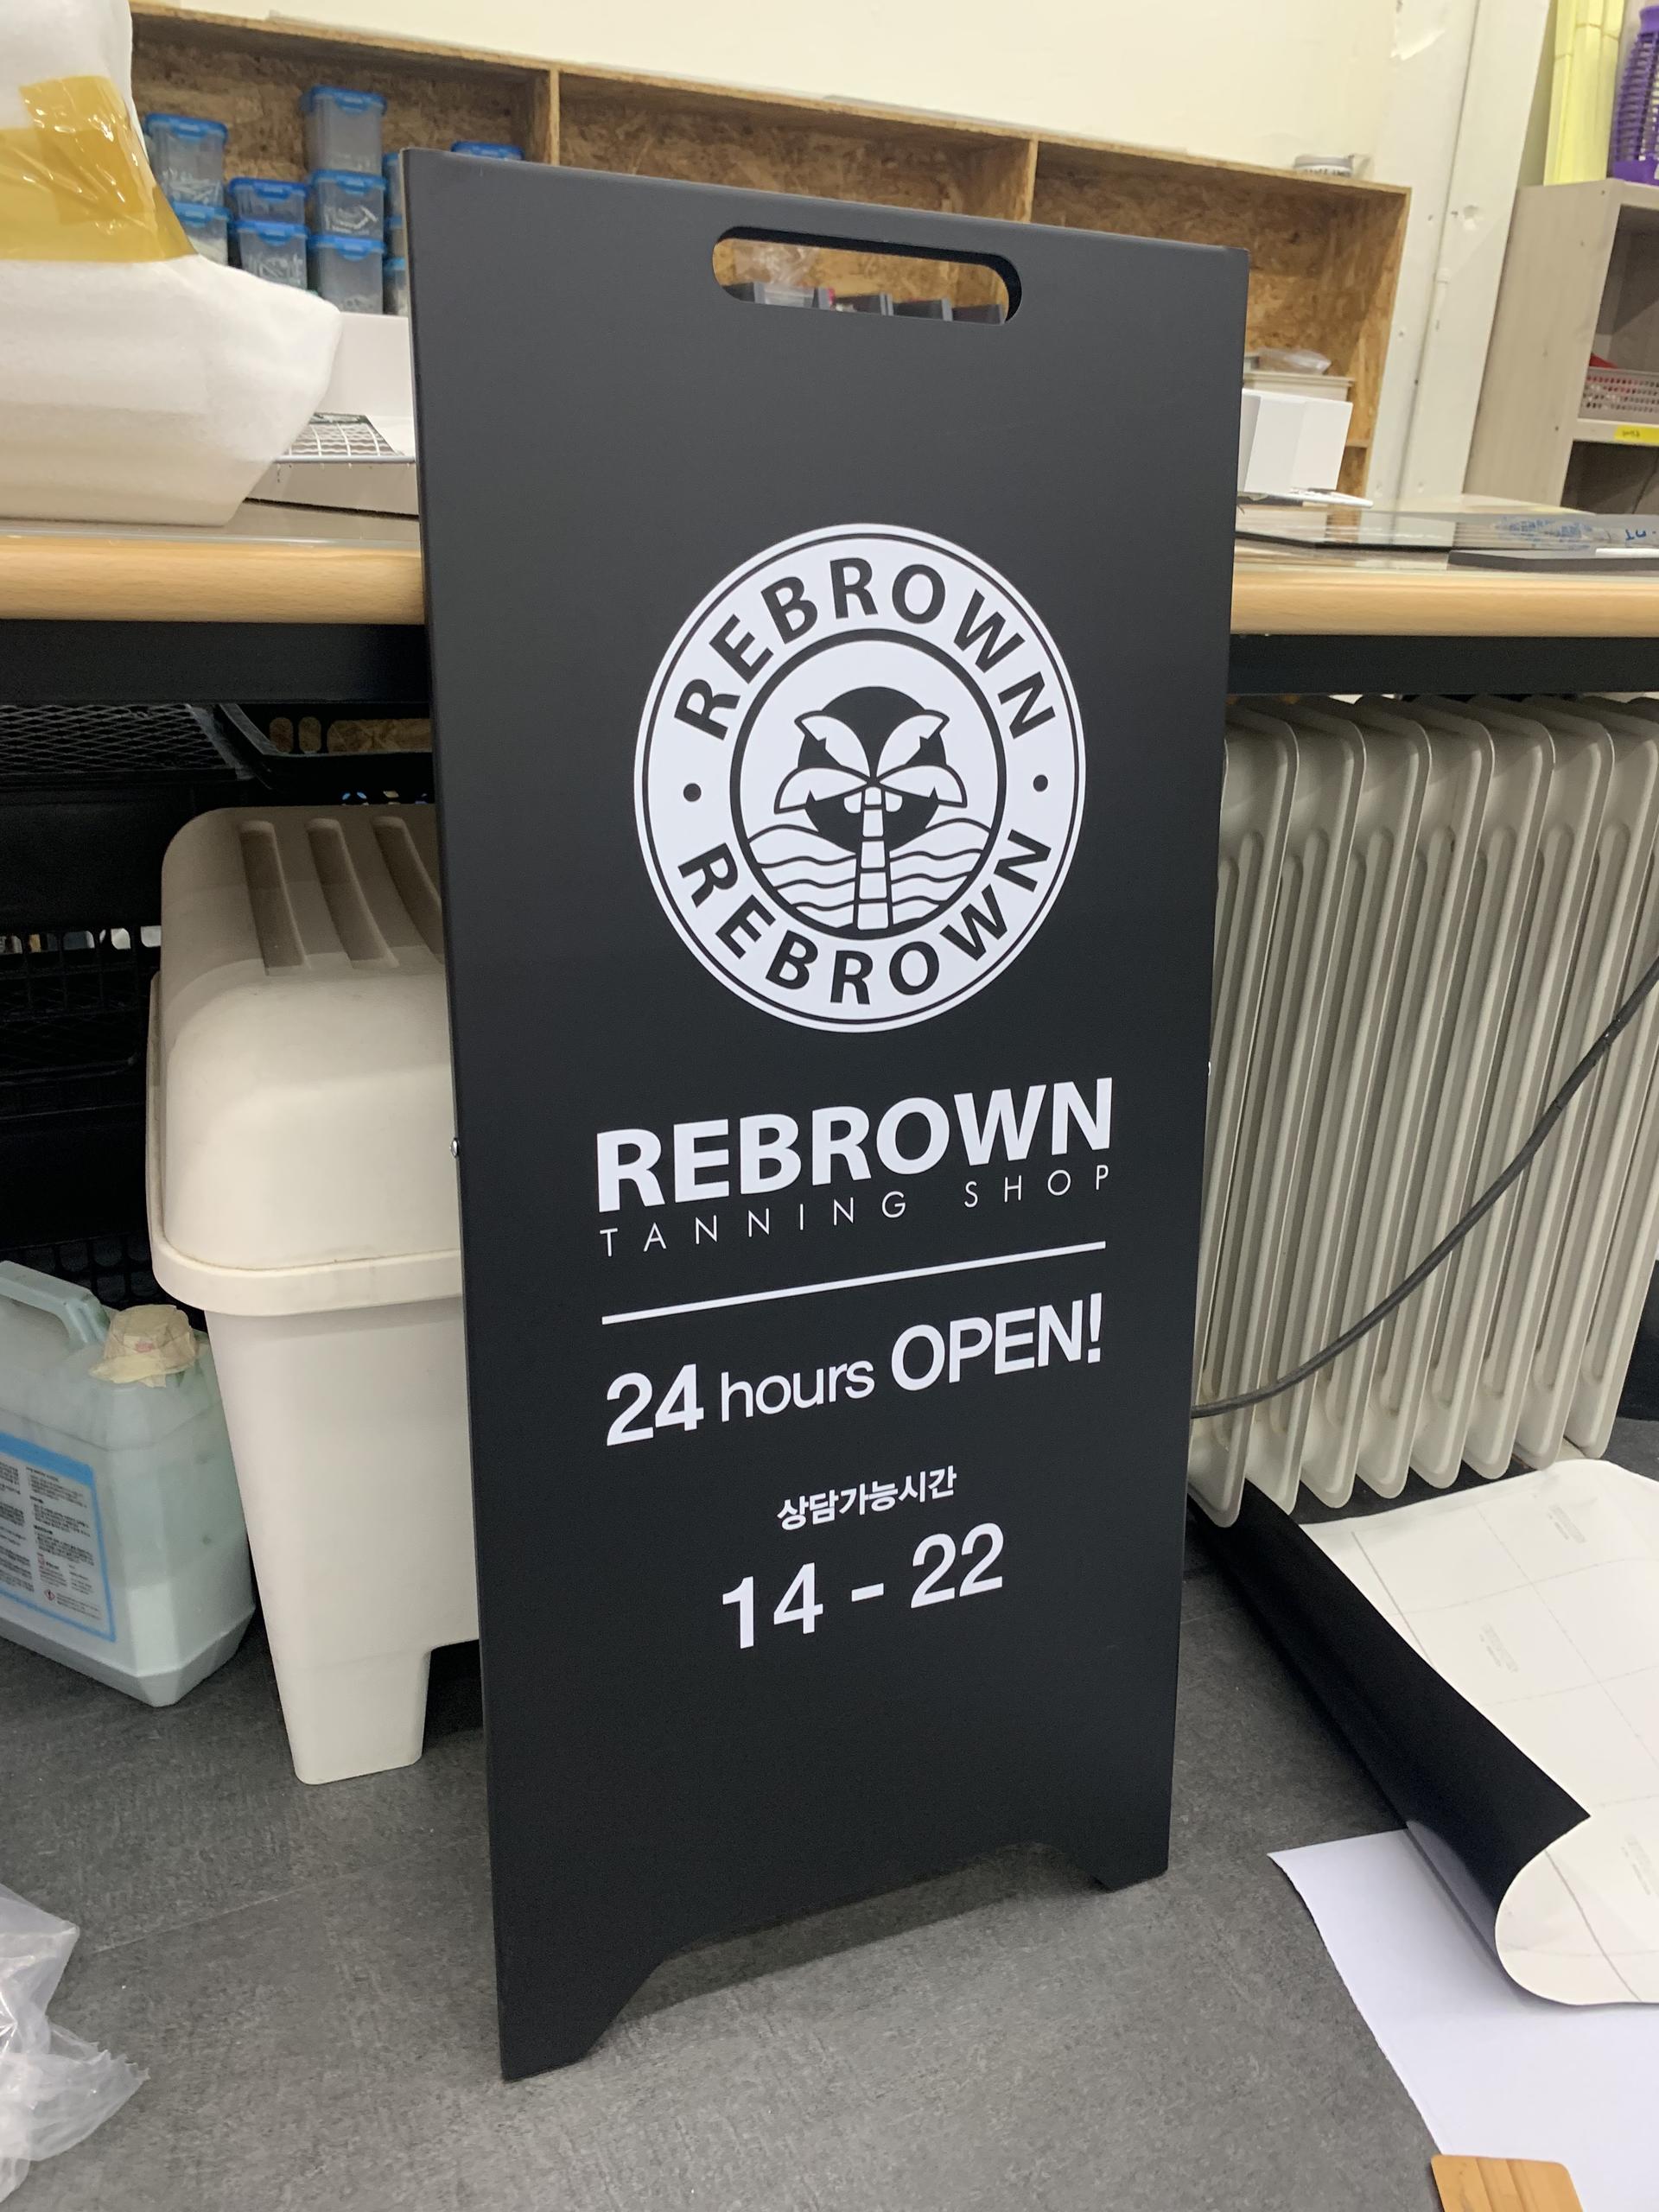 REBROWN
REBROWN
REBROWN
TANNING SHOP
24 hours OPEN!
상담가능시간
14 - 22